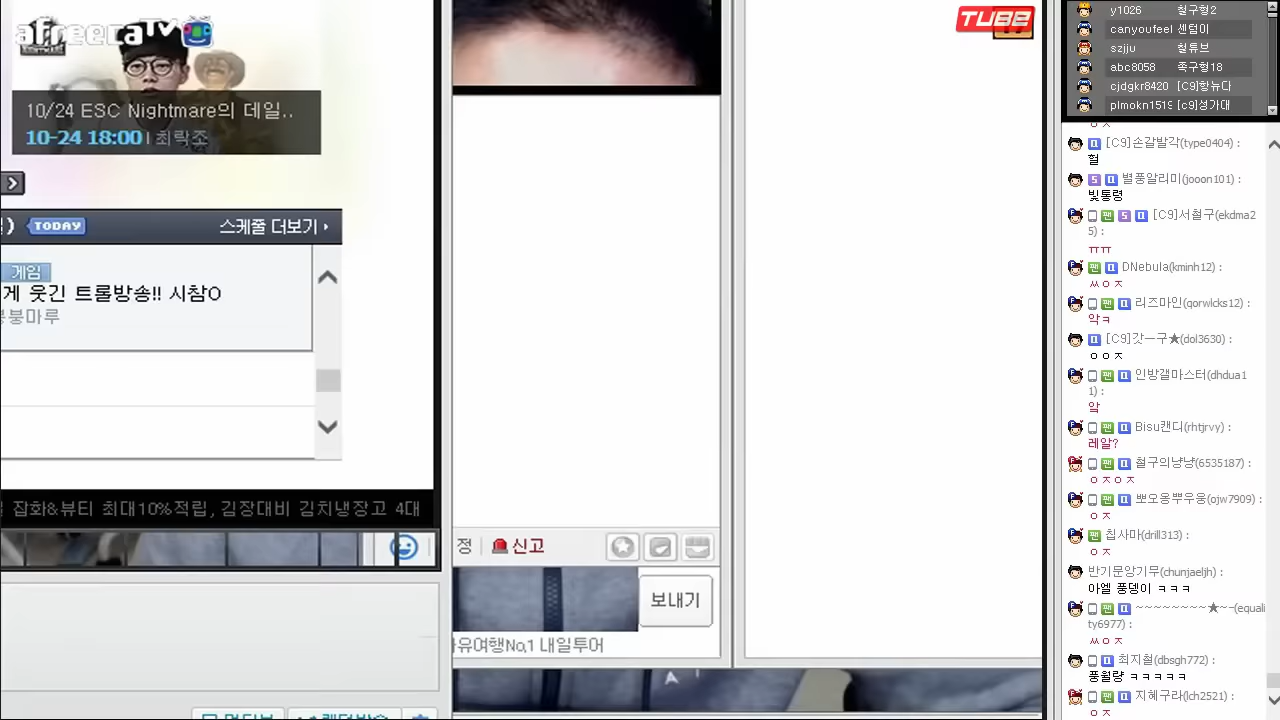 afreecaTV
10/24 ESC Nightmare의 데일..
10-24 18:00 | 최락조
TODAY
스케줄 더보기
게임
게 웃긴 트롤방송!! 시참O
붕마루
잡화&뷰티 최대10%적립, 김장대비 김치냉장고 4대
정
신고
보내기
유여행No,1 내일투어
TUBE
y1026 철구형2
canyoufeel 센텀이
szjju 철튜브
abc8058 족구형18
cjdgkr8420 [C9]항뉴다
plmokn1519 [c9]성가대
ㅇㅈ
[C9]손갈발각(type0404) :
헐
별풍알려미(jooon101) :
빛통령
[C9]서철구(ekdma2
5) :
ㅠㅠ
DNebula(kminh12) :
ㅆㅇㅈ
리즈마인(qorwlcks12) :
악ㅋ
[C9]갓ㅡ구★(dol3630) :
ㅇㅇㅈ
인방갤마스터(dhdua1
1) :
앜
Bisu캔디(rhtjrvy) :
레알?
철구의냥냥(6535187) :
ㅇㅈㅇㅈ
뽀오옹뿌우웅(ojw7909) :
ㅇㅈ
칩사마(drill313) :
ㅇㅈ
반기문앙기무(chunjaeljh) :
아엘 풍뎅이 ㅋㅋㅋ
~~~~~~~~★~~(equali
ty6977) :
ㅆㅇㅈ
최지철(dbsgh772) :
풍월량 ㅋㅋㅋㅋㅋ
지혜구라(lch2521) :
ㅇㅈ